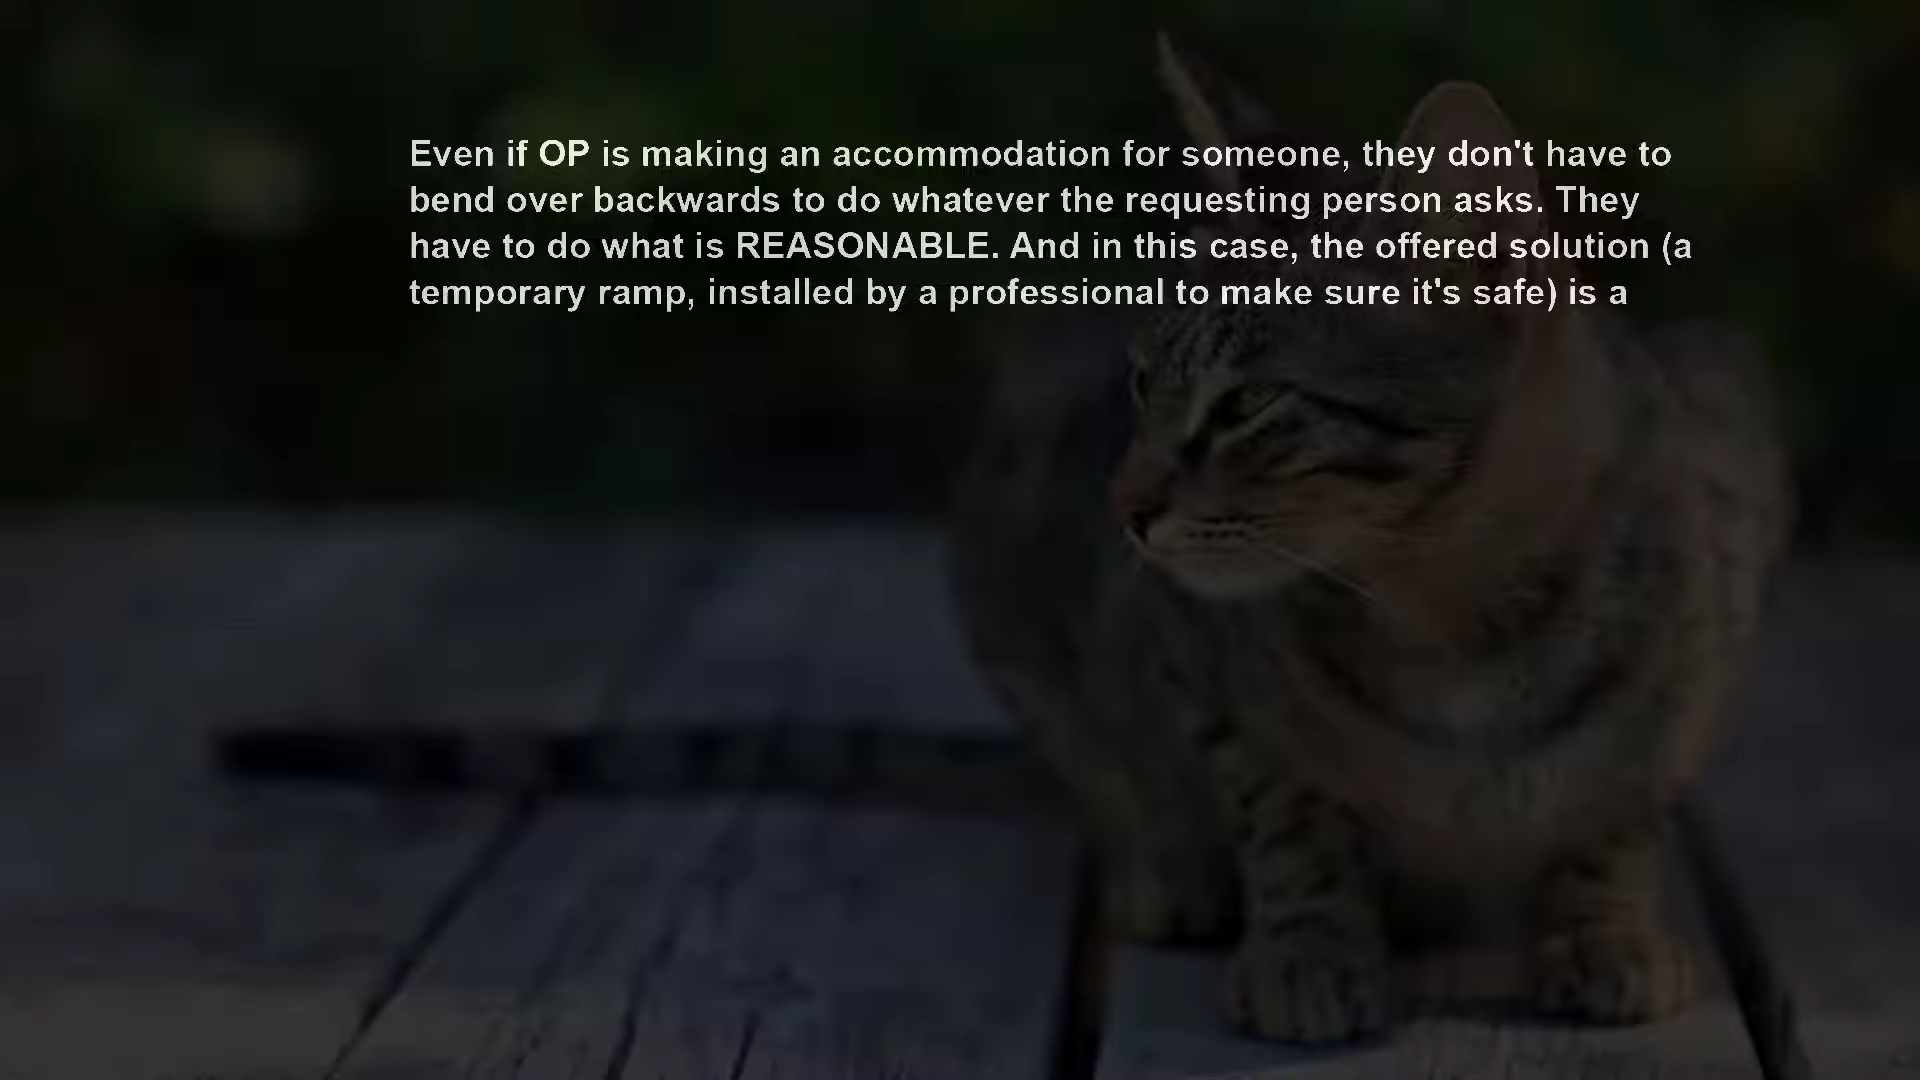 Even if OP is making an accommodation for someone, they don't have to
bend over backwards to do whatever the requesting person asks. They
have to do what is REASONABLE. And in this case, the offered solution (a
temporary ramp, installed by a professional to make sure it's safe) is a